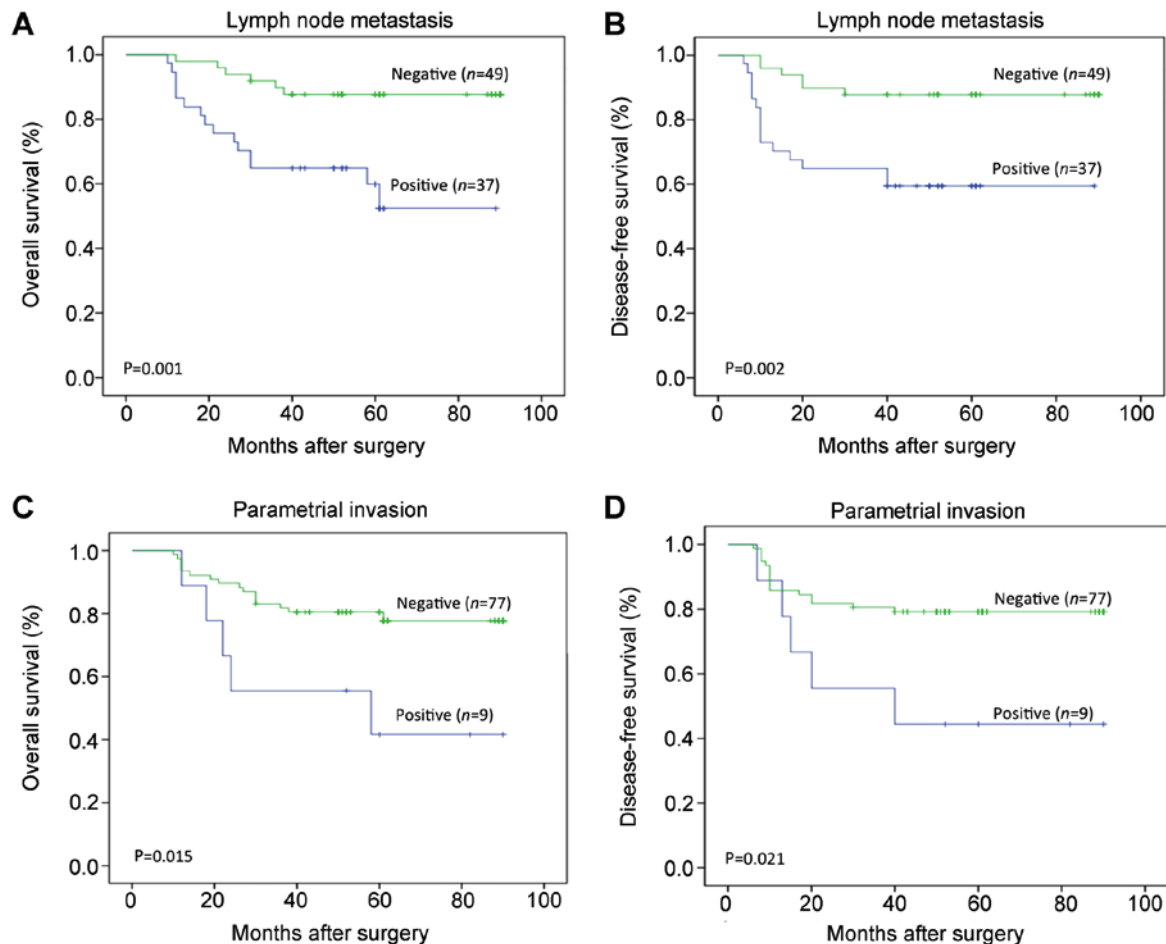 A
Lymph node metastasis
Overall survival (%)
1.0
0.8
0.6
0.4
0.2
0.0
Negative (n=49)
Positive (n=37)
P=0.001
0 20 40 60 80 100
Months after surgery
B
Lymph node metastasis
Disease-free survival (%)
1.0
0.8
0.6
0.4
0.2
0.0
Negative (n=49)
Positive (n=37)
P=0.002
0 20 40 60 80 100
Months after surgery
C
Parametrial invasion
Overall survival (%)
1.0
0.8
0.6
0.4
0.2
0.0
Negative (n=77)
Positive (n=9)
P=0.015
0 20 40 60 80 100
Months after surgery
D
Parametrial invasion
Disease-free survival (%)
1.0
0.8
0.6
0.4
0.2
0.0
Negative (n=77)
Positive (n=9)
P=0.021
0 20 40 60 80 100
Months after surgery